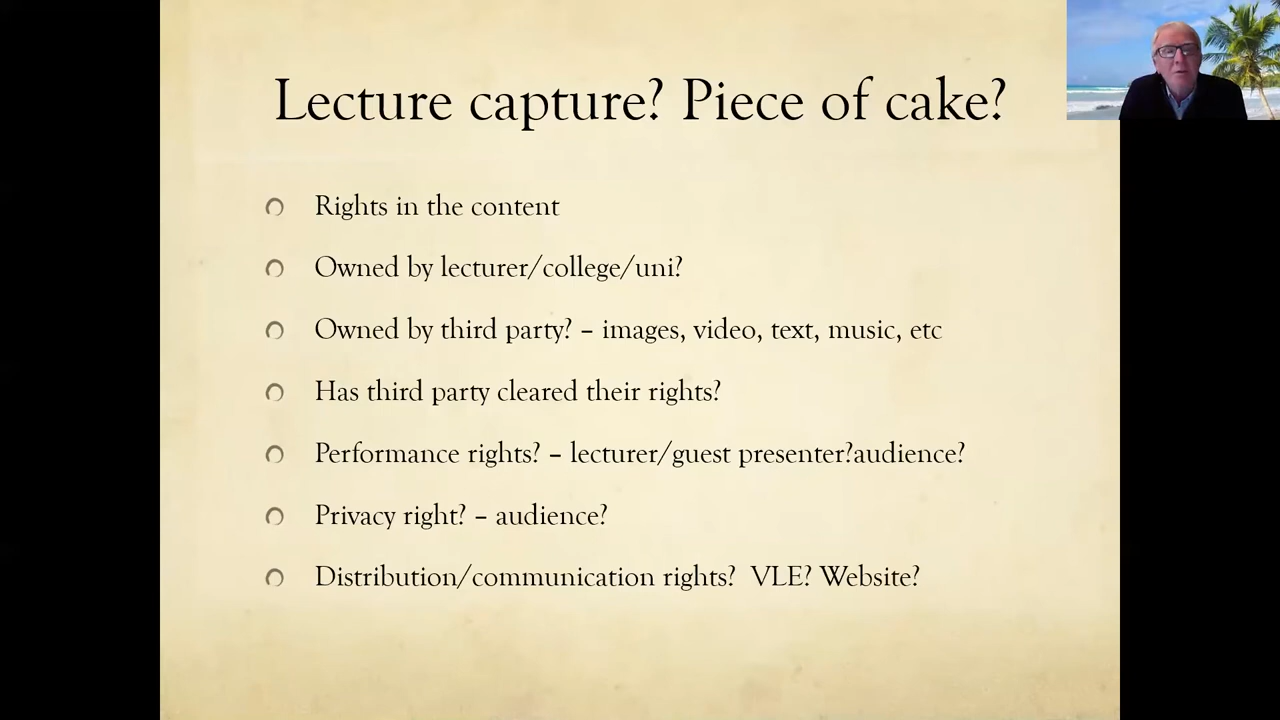 Lecture capture? Piece of cake?
Rights in the content
Owned by lecturer/college/uni?
Owned by third party? – images, video, text, music, etc
Has third party cleared their rights?
Performance rights? – lecturer/guest presenter?audience?
Privacy right? – audience?
Distribution/communication rights?  VLE? Website?